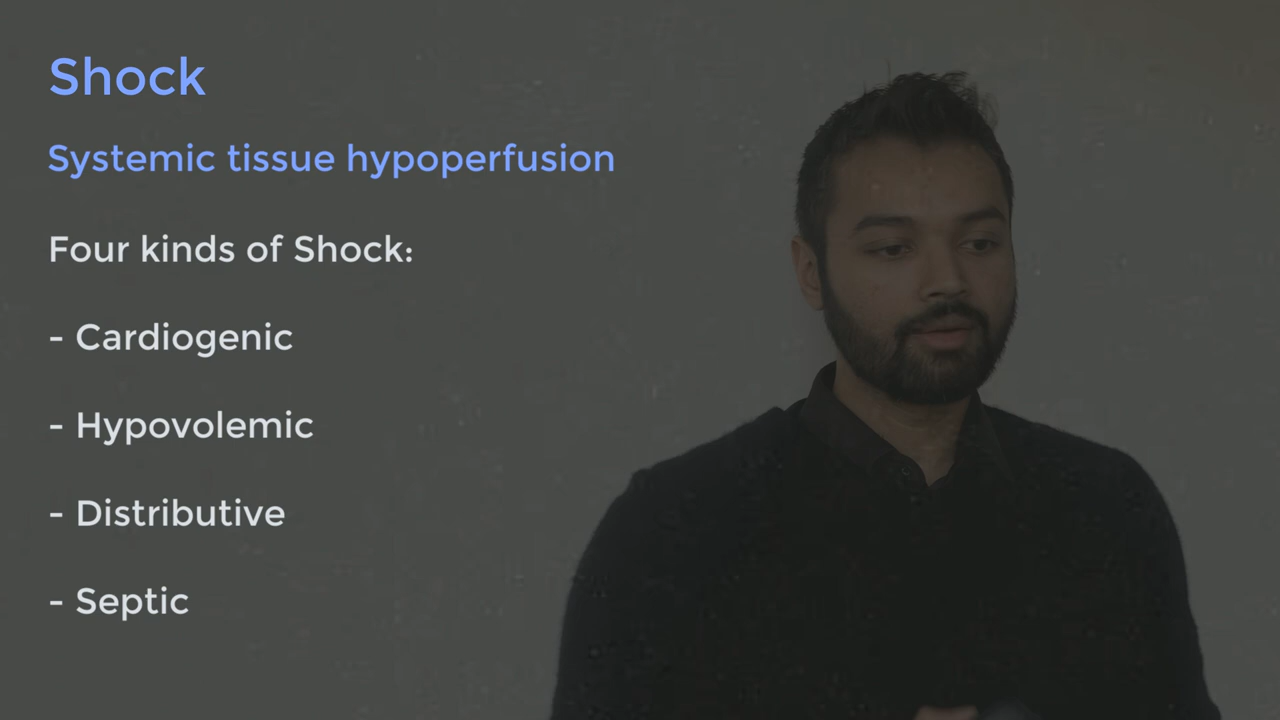 Shock
Systemic tissue hypoperfusion
Four kinds of Shock:
- Cardiogenic
- Hypovolemic
- Distributive
- Septic